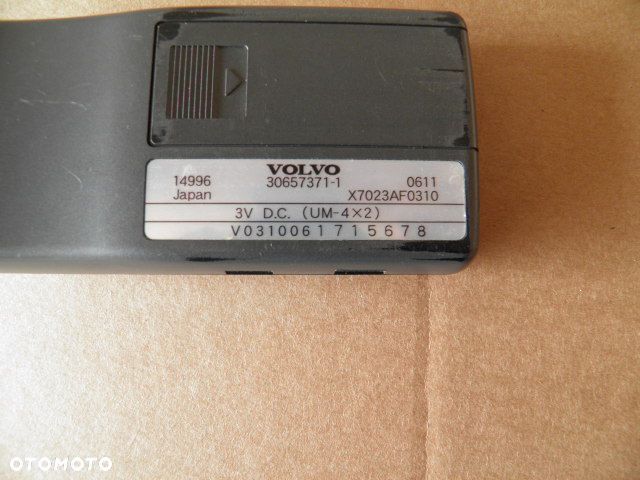 VOLVO
14996 30657371-1 0611
Japan X7023AF0310
3V D.C. (UM-4×2)
V0310061715678
OTOMOTO